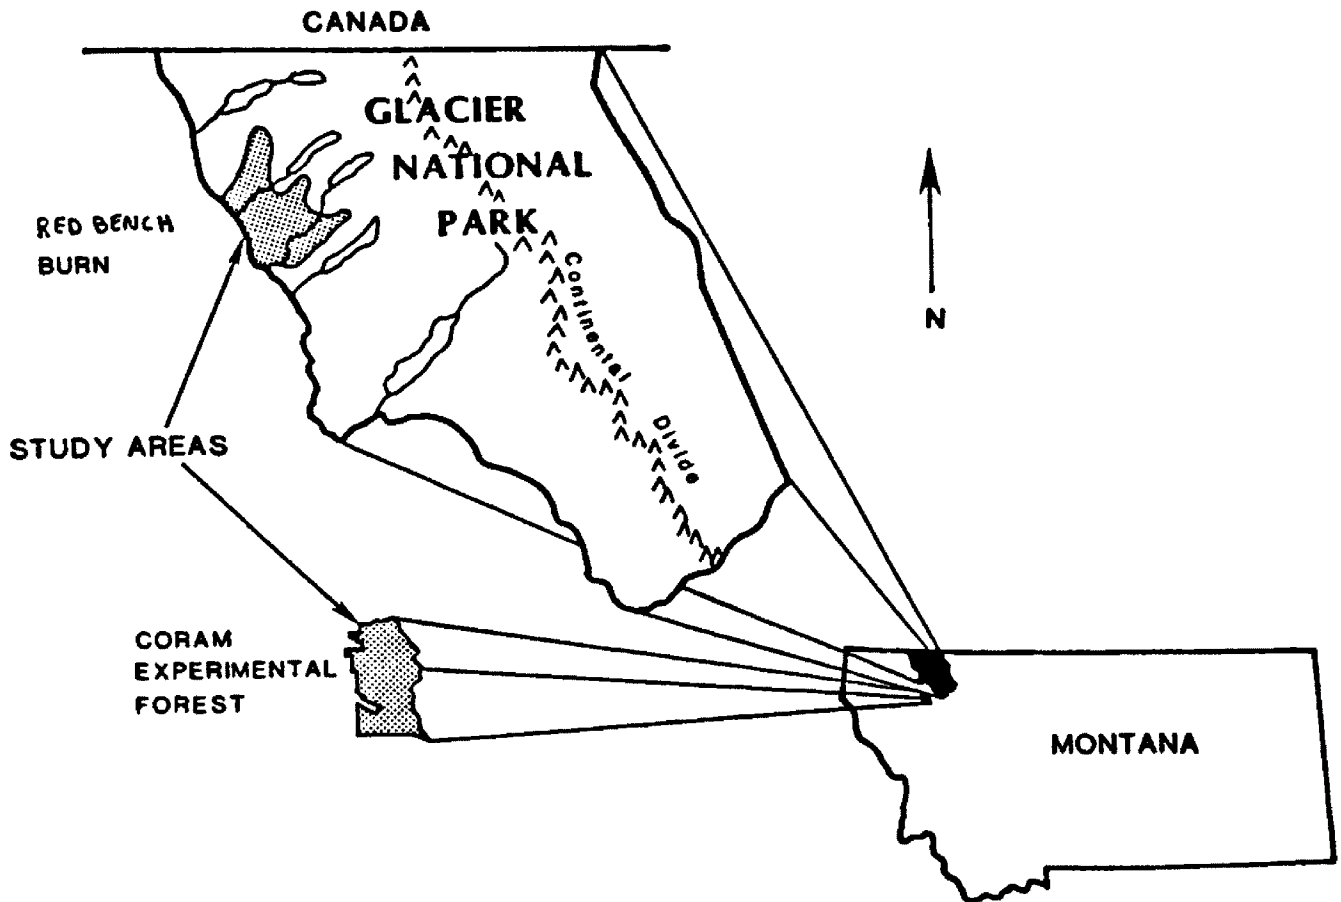 CANADA
GLACIER
NATIONAL
PARK
Continental
Divide
RED BENCH
BURN
N
STUDY AREAS
CORAM
EXPERIMENTAL
FOREST
MONTANA